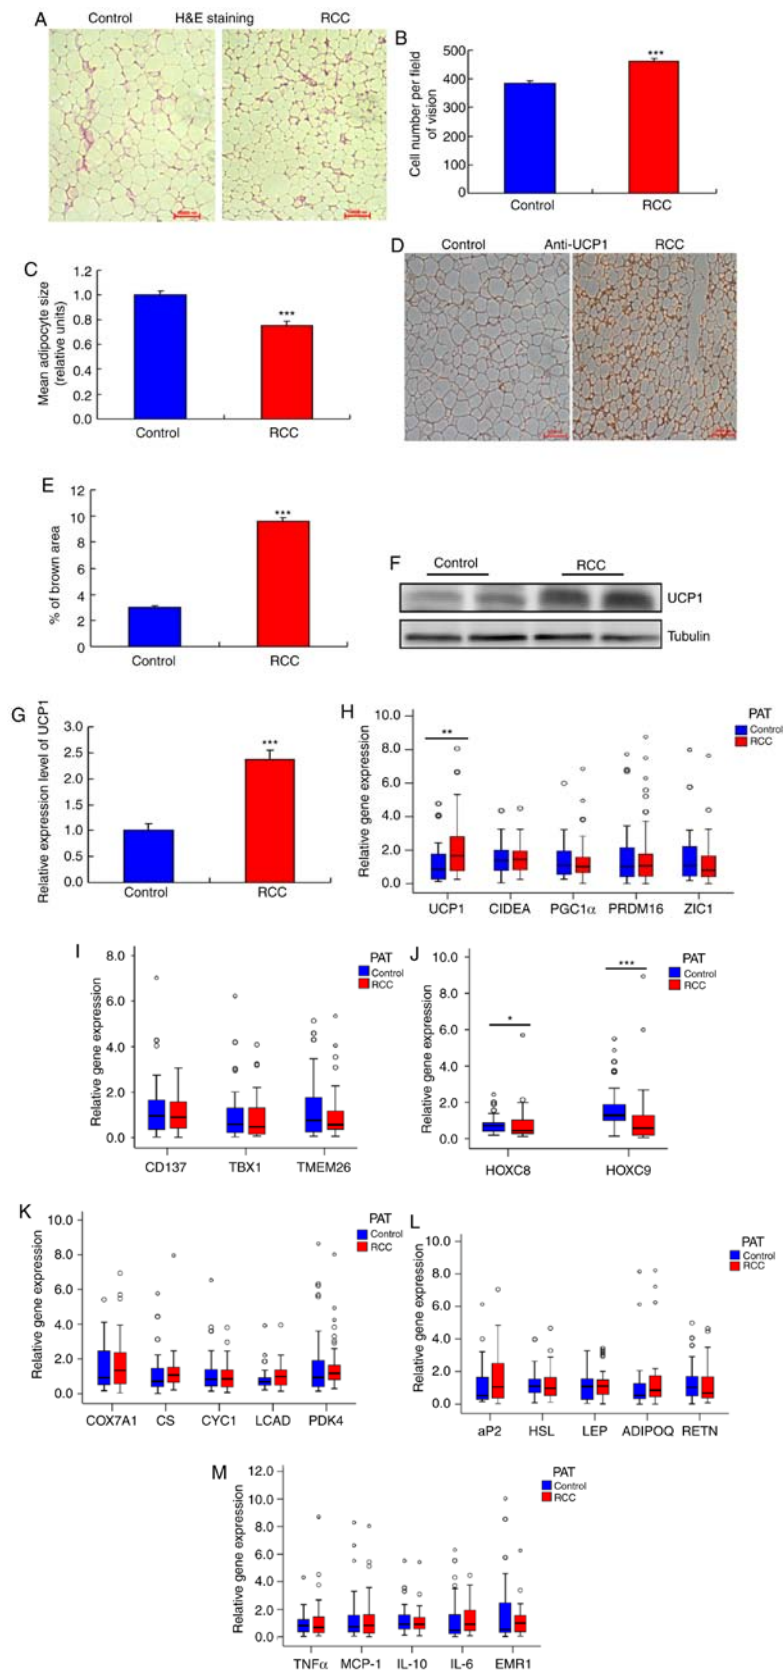 A
Control
H&E staining
RCC
B
Cell number per field
of vision
500
400
300
200
100
0
***
Control
RCC
C
Mean adipocyte size
(relative units)
1.2
1.0
0.8
0.6
0.4
0.2
0.0
***
Control
RCC
D
Control
Anti-UCP1
RCC
E
% of brown area
12
10
8
6
4
2
0
***
Control
RCC
F
Control
RCC
UCP1
Tubulin
G
Relative expression level of UCP1
3.0
2.5
2.0
1.5
1.0
0.5
0.0
***
Control
RCC
H
Relative gene expression
10.0
8.0
6.0
4.0
2.0
0.0
**
PAT
Control
RCC
UCP1 CIDEA PGC1α PRDM16 ZIC1
I
Relative gene expression
8.0
6.0
4.0
2.0
0.0
PAT
Control
RCC
CD137 TBX1 TMEM26
J
Relative gene expression
10.0
8.0
6.0
4.0
2.0
0.0
*
***
PAT
Control
RCC
HOXC8 HOXC9
K
Relative gene expression
10.0
8.0
6.0
4.0
2.0
0.0
PAT
Control
RCC
COX7A1 CS CYC1 LCAD PDK4
L
Relative gene expression
10.0
8.0
6.0
4.0
2.0
0.0
PAT
Control
RCC
aP2 HSL LEP ADIPOQ RETN
M
Relative gene expression
12.0
10.0
8.0
6.0
4.0
2.0
0.0
PAT
Control
RCC
TNFα MCP-1 IL-10 IL-6 EMR1